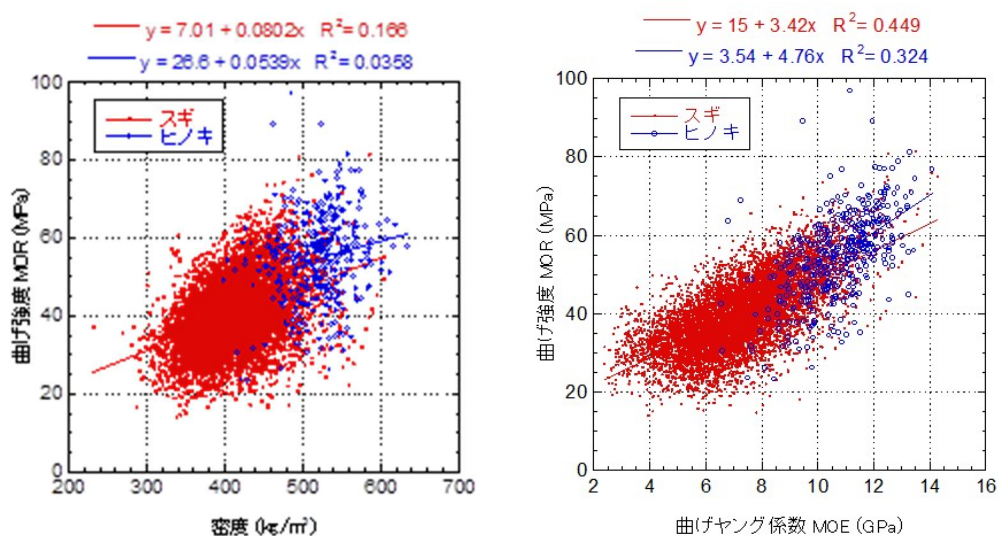 y = 7.01 + 0.0802x R² = 0.166
y = 26.6 + 0.0539x R² = 0.0358
100
80
60
40
20
0
曲げ強度 MOR (MPa)
スギ
ヒノキ
200 300 400 500 600 700
密度 (kg/m³)
y = 15 + 3.42x R² = 0.449
y = 3.54 + 4.76x R² = 0.324
100
80
60
40
20
0
曲げ強度 MOR (MPa)
スギ
ヒノキ
2 4 6 8 10 12 14 16
曲げヤング係数 MOE (GPa)